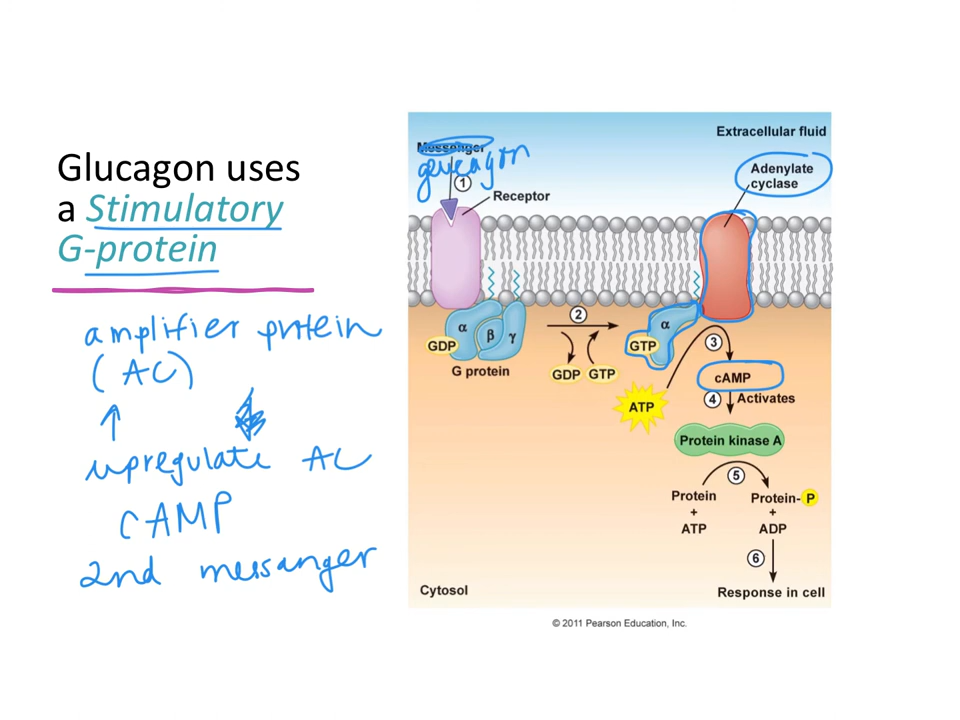 Glucagon uses
a Stimulatory
G-protein
amplifier protein
(AC)
↑
upregulate AC
cAMP
2nd messanger
Extracellular fluid
Messenger
glucagon
1
Receptor
Adenylate
cyclase
α
β
γ
GDP
G protein
2
GDP
GTP
α
GTP
ATP
3
cAMP
4
Activates
Protein kinase A
5
Protein
+
ATP
Protein- P
+
ADP
6
Response in cell
Cytosol
© 2011 Pearson Education, Inc.